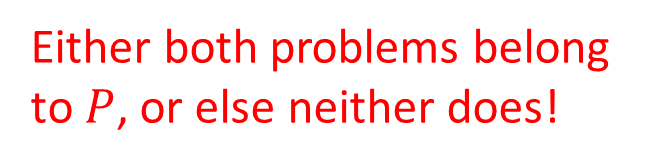 Either both problems belong
to P, or else neither does!